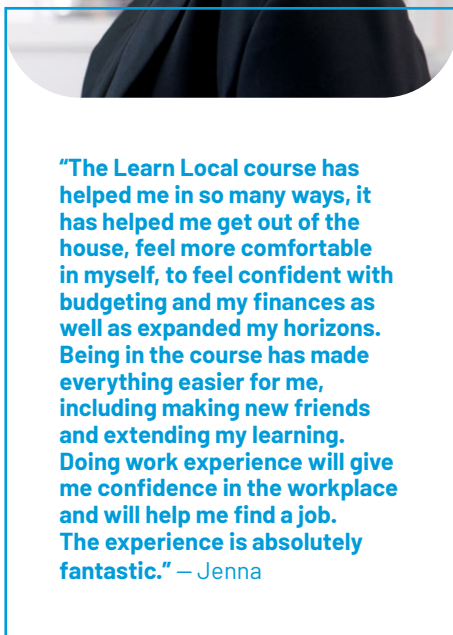 “The Learn Local course has
helped me in so many ways, it
has helped me get out of the
house, feel more comfortable
in myself, to feel confident with
budgeting and my finances as
well as expanded my horizons.
Being in the course has made
everything easier for me,
including making new friends
and extending my learning.
Doing work experience will give
me confidence in the workplace
and will help me find a job.
The experience is absolutely
fantastic.” — Jenna